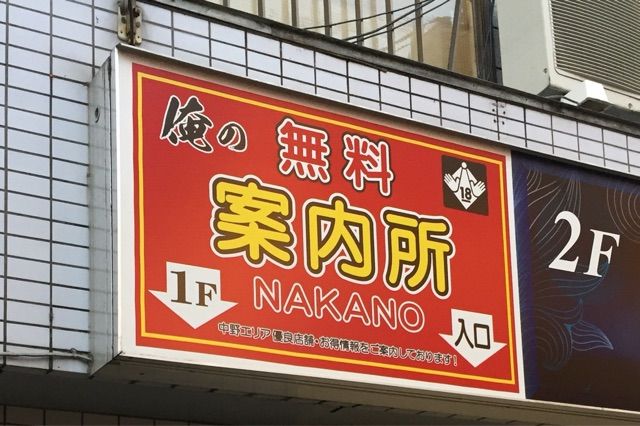 俺の 無料
18
案内所
1F
NAKANO
入口
中野エリア優良店舗・お得情報をご案内しております!
2F